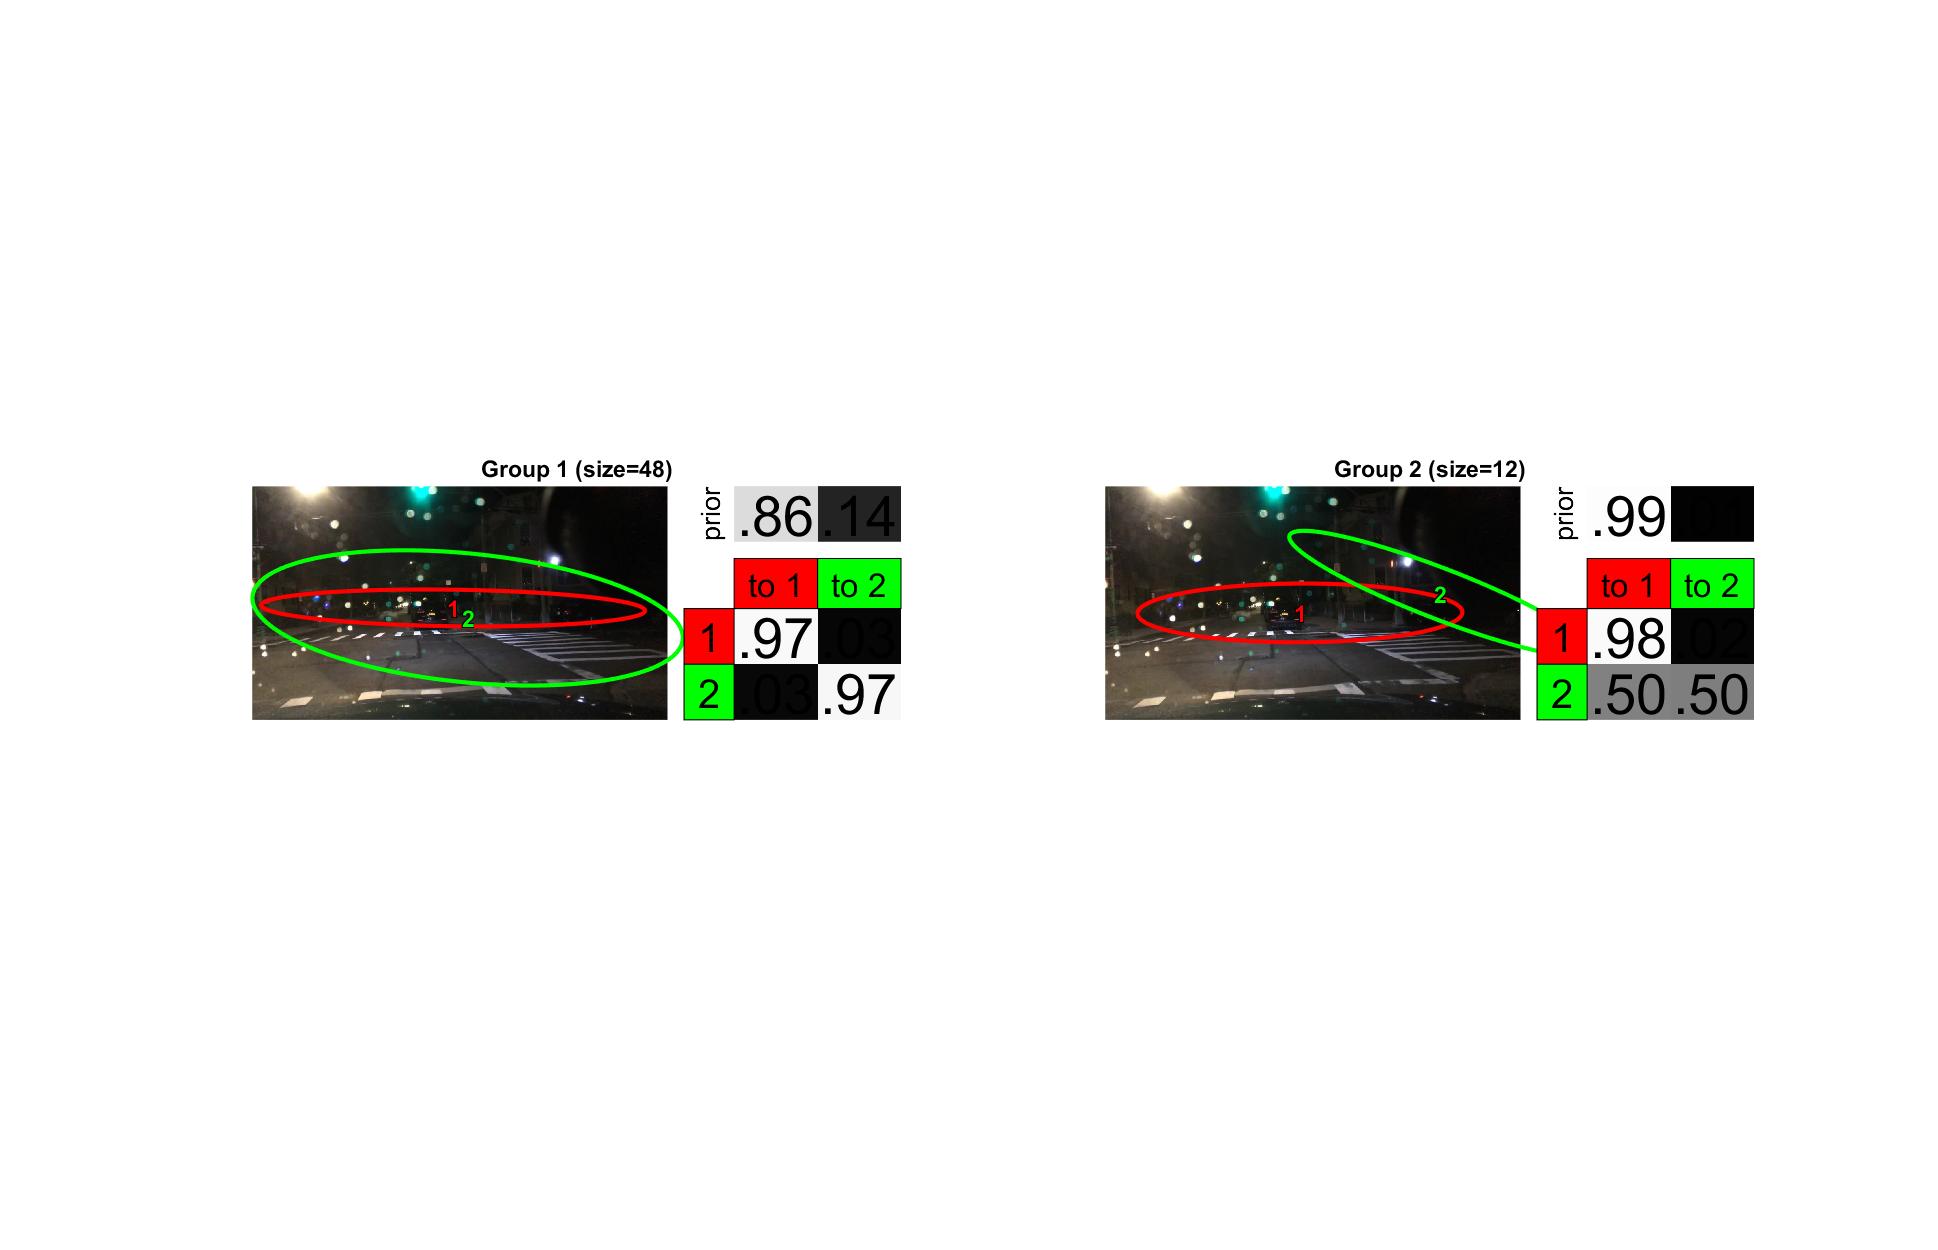 Group 1 (size=48)
prior
.86 .14
to 1 to 2
1 .97 .03
2 .03 .97
1
2
Group 2 (size=12)
prior
.99 .01
to 1 to 2
1 .98 .02
2 .50 .50
1
2